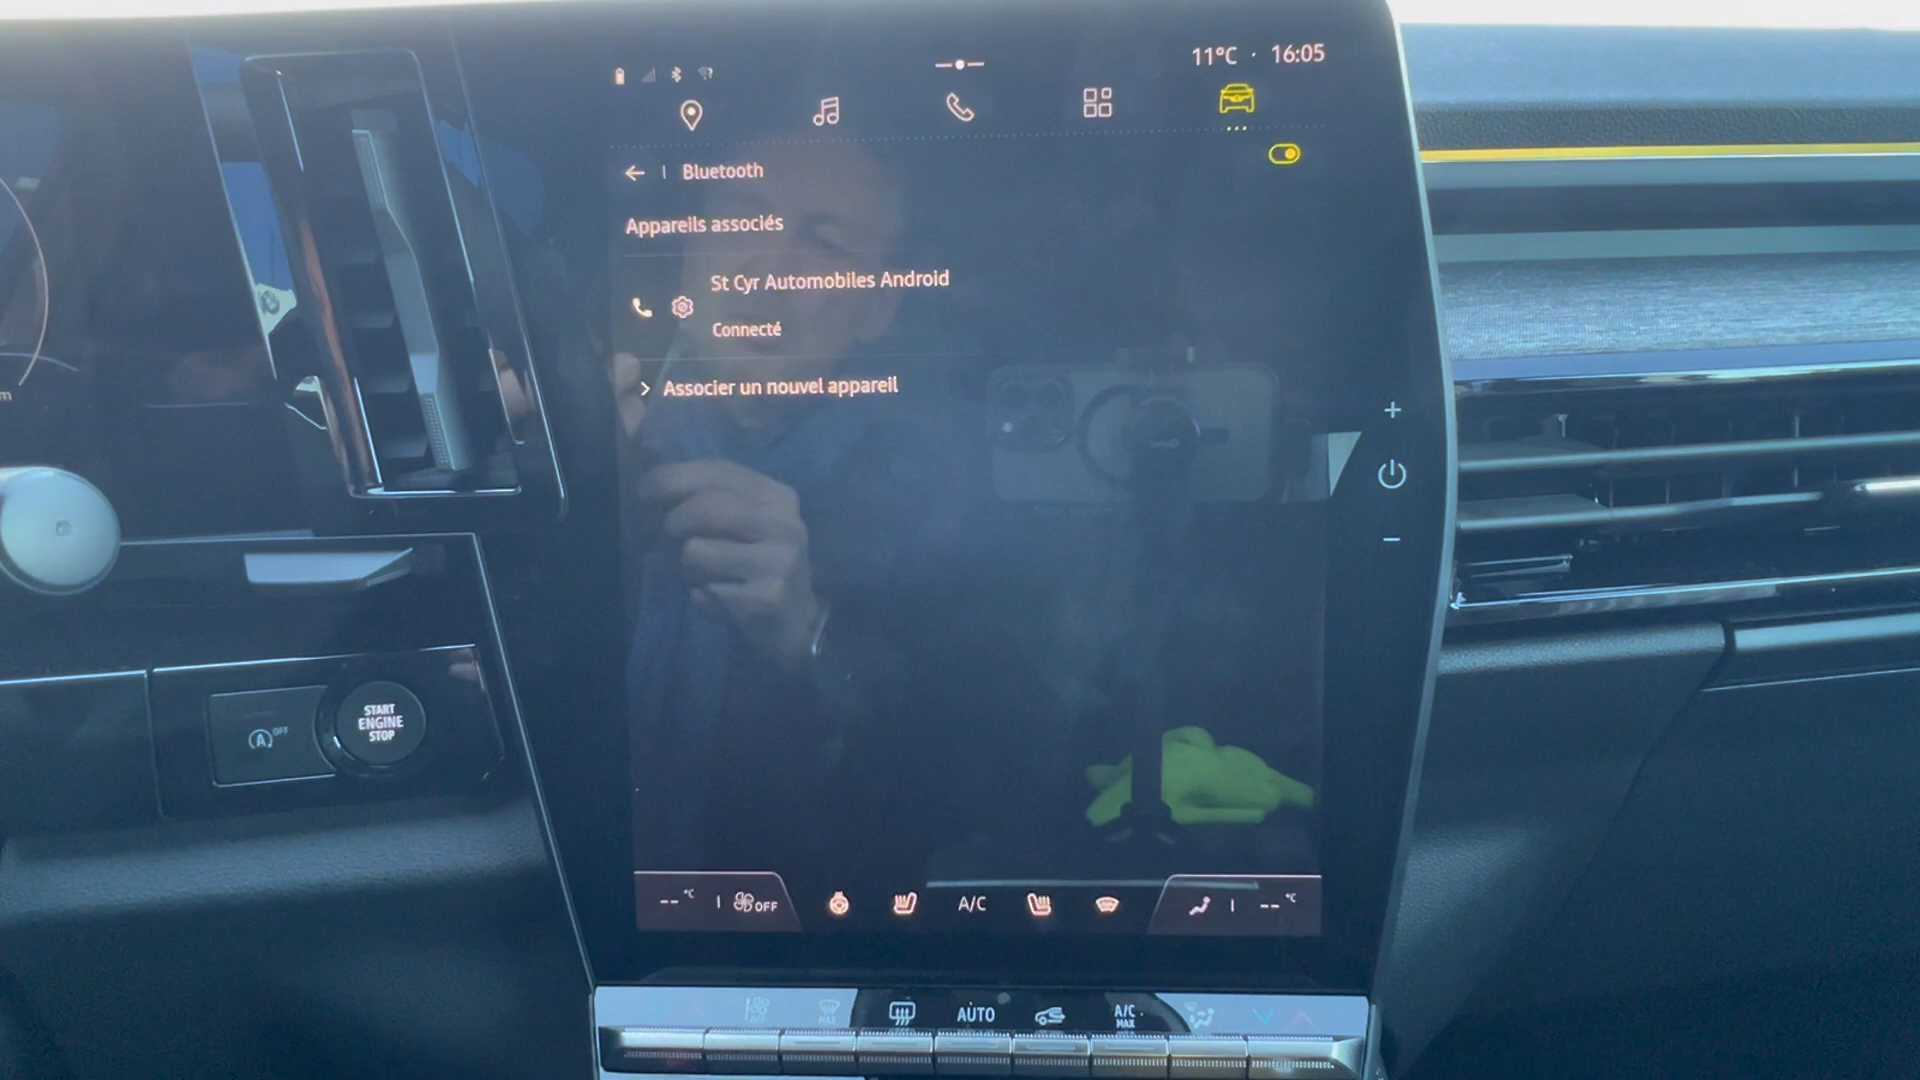 11°C · 16:05
← | Bluetooth
Appareils associés
St Cyr Automobiles Android
Connecté
> Associer un nouvel appareil
+
−
START
ENGINE
STOP
A OFF
m
--°C | OFF
A/C
| --°C
AUTO
A/C
MAX
MAX